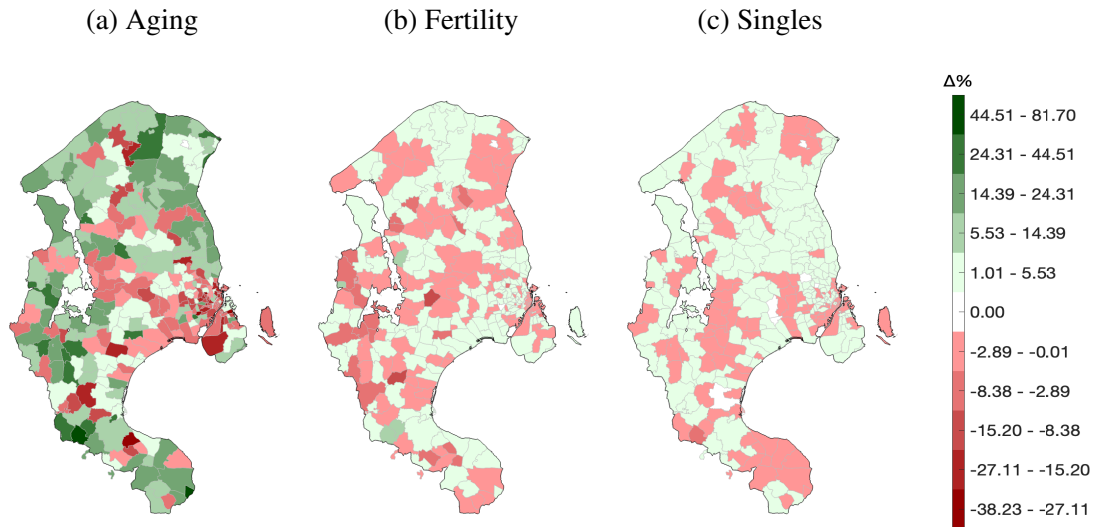 (a) Aging
(b) Fertility
(c) Singles
Δ%
44.51 - 81.70
24.31 - 44.51
14.39 - 24.31
5.53 - 14.39
1.01 - 5.53
0.00
-2.89 - -0.01
-8.38 - -2.89
-15.20 - -8.38
-27.11 - -15.20
-38.23 - -27.11